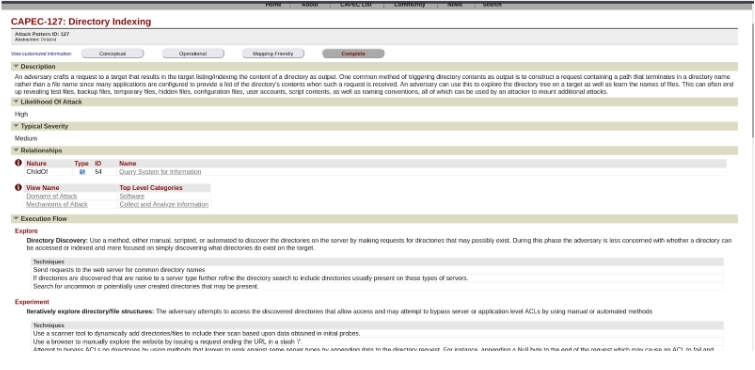 Home About CAPEC List Community News Search
CAPEC-127: Directory Indexing
Attack Pattern ID: 127
Abstraction: Detailed
View customized information: Conceptual Operational Mapping Friendly Complete
Description
An adversary crafts a request to a target that results in the target listing/indexing the content of a directory as output. One common method of triggering directory contents as output is to construct a request containing a path that terminates in a directory name
rather than a file name since many applications are configured to provide a list of the directory's contents when such a request is received. An adversary can use this to explore the directory tree on a target as well as learn the names of files. This can often end
up revealing test files, backup files, temporary files, hidden files, configuration files, user accounts, script contents, as well as naming conventions, all of which can be used by an attacker to mount additional attacks.
Likelihood Of Attack
High
Typical Severity
Medium
Relationships
Nature Type ID Name
ChildOf 54 Query System for Information
View Name Top Level Categories
Domains of Attack Software
Mechanisms of Attack Collect and Analyze Information
Execution Flow
Explore
Directory Discovery: Use a method, either manual, scripted, or automated to discover the directories on the server by making requests for directories that may possibly exist. During this phase the adversary is less concerned with whether a directory can
be accessed or indexed and more focused on simply discovering what directories do exist on the target.
Techniques
Send requests to the web server for common directory names
If directories are discovered that are native to a server type further refine the directory search to include directories usually present on those types of servers.
Search for uncommon or potentially user created directories that may be present.
Experiment
Iteratively explore directory/file structures: The adversary attempts to access the discovered directories that allow access and may attempt to bypass server or application level ACLs by using manual or automated methods
Techniques
Use a scanner tool to dynamically add directories/files to include their scan based upon data obtained in initial probes.
Use a browser to manually explore the website by issuing a request ending the URL in a slash '/'.
Attempt to bypass ACLs on directories by using methods that known to work against some server types by appending data to the directory request. For instance, appending a Null byte to the end of the request which may cause an ACL to fail and